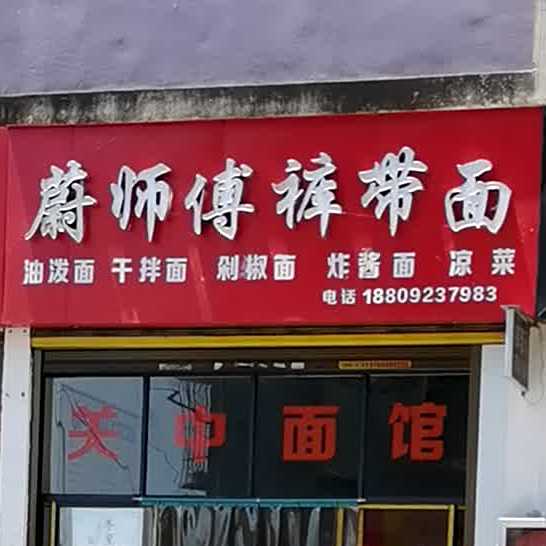 蔚师傅裤带面
油泼面 干拌面 剁椒面 炸酱面 凉菜
电话 18809237983
关中面馆